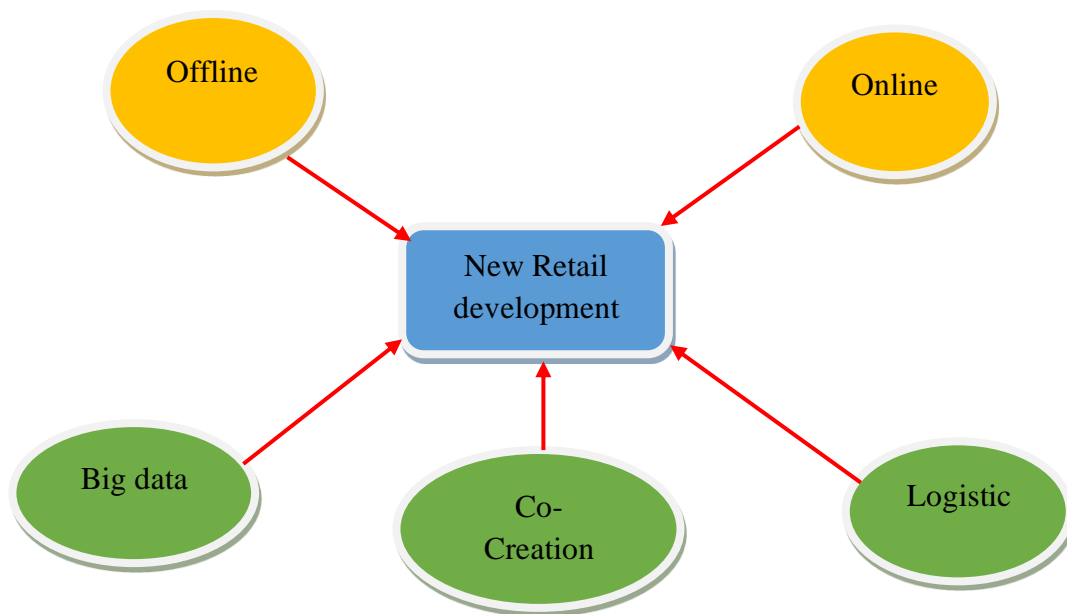 Offline
Online
New Retail
development
Big data
Co-
Creation
Logistic